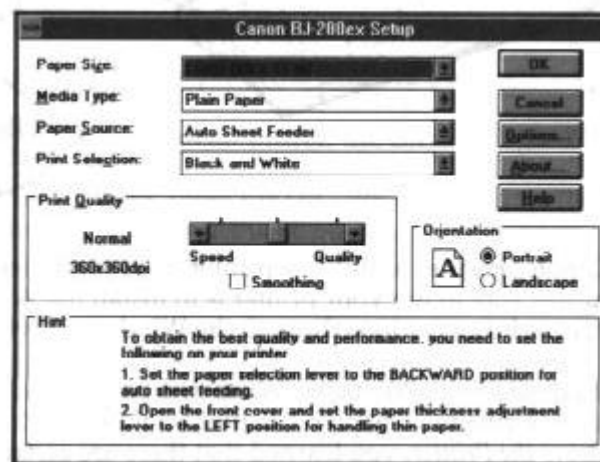 Canon BJ-200ex Setup
Paper Size:
OK
Media Type:
Plain Paper
Cancel
Paper Source:
Auto Sheet Feeder
Options...
Print Selection:
Black and White
About...
Help
Print Quality
Normal
360x360dpi
Speed
Quality
Smoothing
Orientation
A
Portrait
Landscape
Hint
To obtain the best quality and performance, you need to set the
following on your printer
1. Set the paper selection lever to the BACKWARD position for
auto sheet feeding.
2. Open the front cover and set the paper thickness adjustment
lever to the LEFT position for handling thin paper.